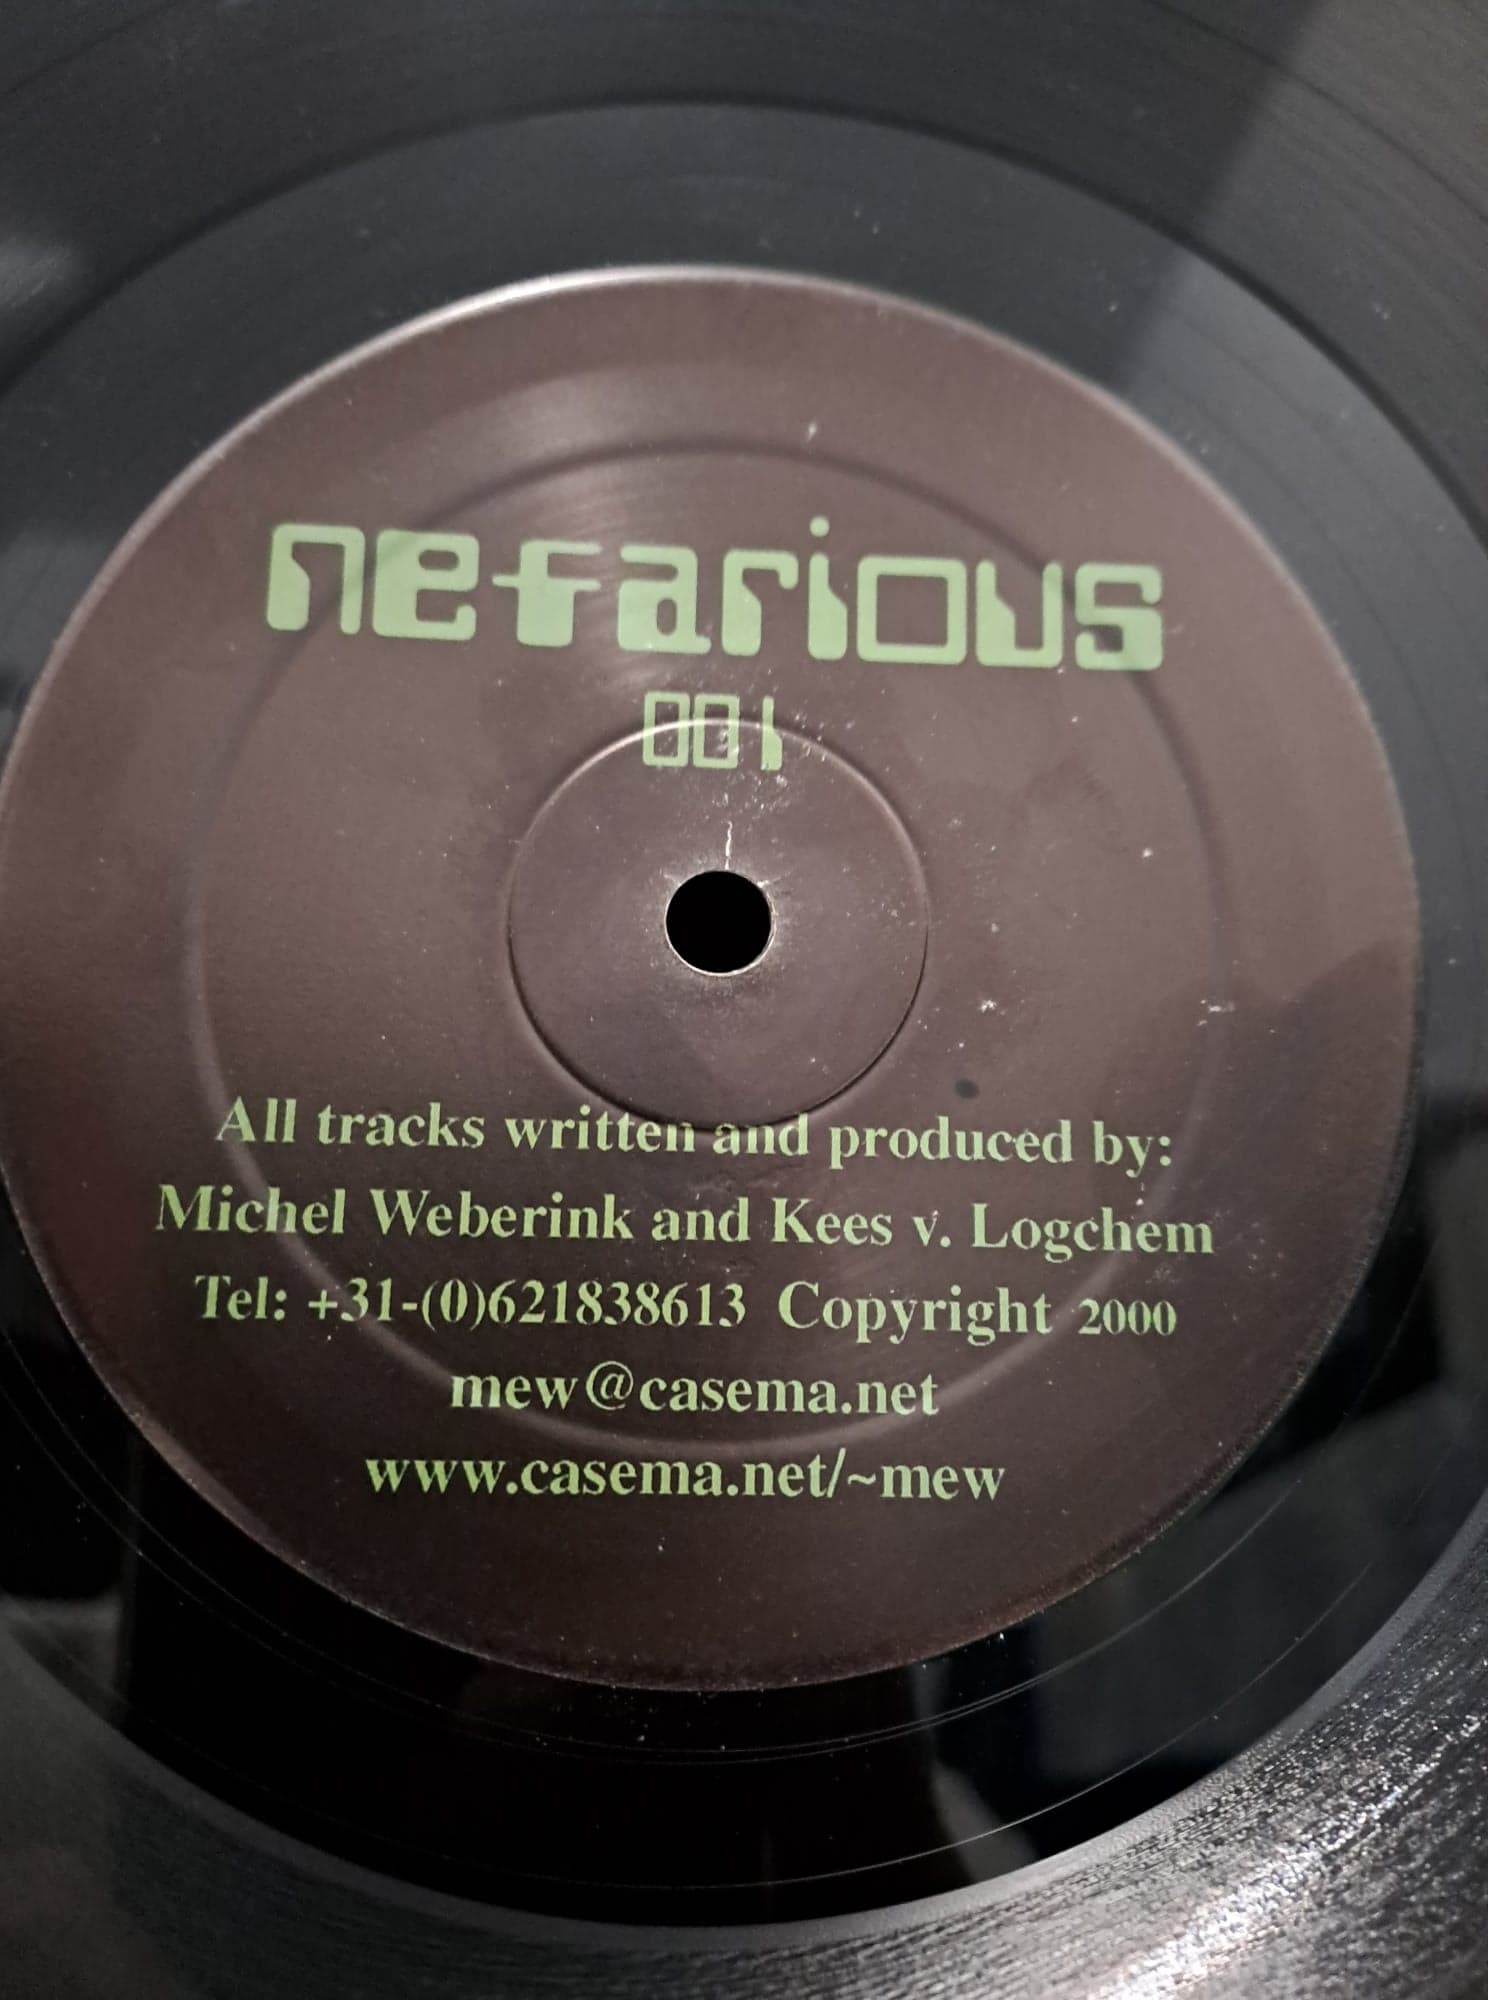 nefarious
001
All tracks written and produced by:
Michel Weberink and Kees v. Logchem
Tel: +31-(0)621838613 Copyright 2000
mew@casema.net
www.casema.net/~mew